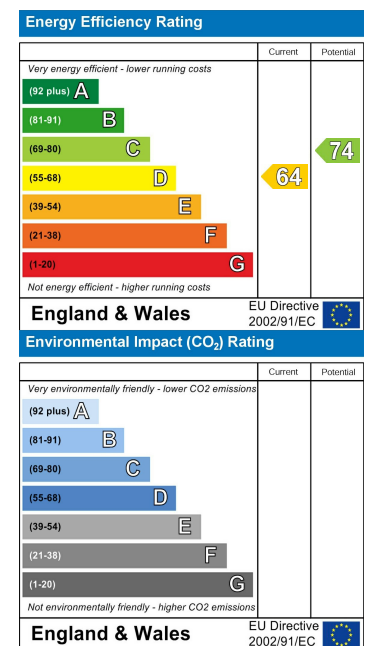 Energy Efficiency Rating
Current Potential
Very energy efficient - lower running costs
(92 plus) A
(81-91) B
(69-80) C
74
(55-68) D
64
(39-54) E
(21-38) F
(1-20) G
Not energy efficient - higher running costs
England & Wales
EU Directive
2002/91/EC
Environmental Impact (CO₂) Rating
Current Potential
Very environmentally friendly - lower CO2 emissions
(92 plus) A
(81-91) B
(69-80) C
(55-68) D
(39-54) E
(21-38) F
(1-20) G
Not environmentally friendly - higher CO2 emissions
England & Wales
EU Directive
2002/91/EC